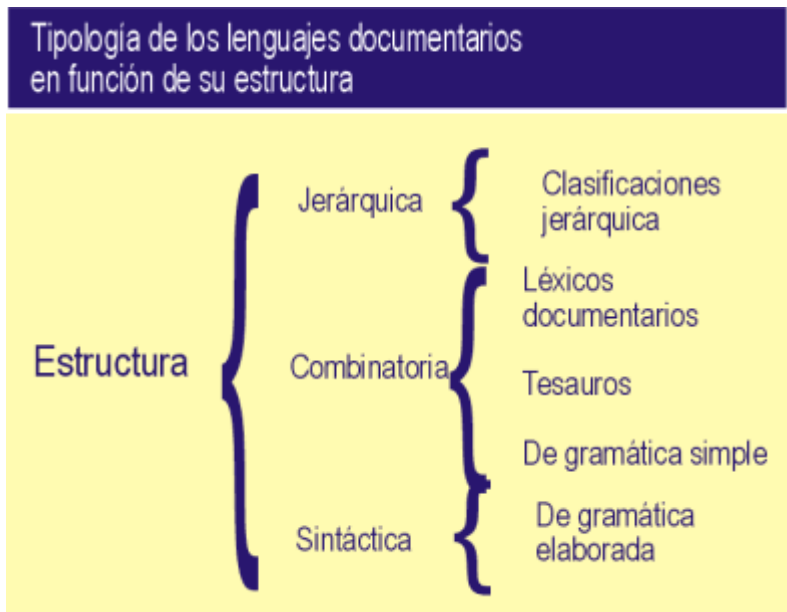 Tipología de los lenguajes documentarios
en función de su estructura
Estructura
Jerárquica
Clasificaciones
jerárquica
Combinatoria
Léxicos
documentarios
Tesauros
De gramática simple
Sintáctica
De gramática
elaborada